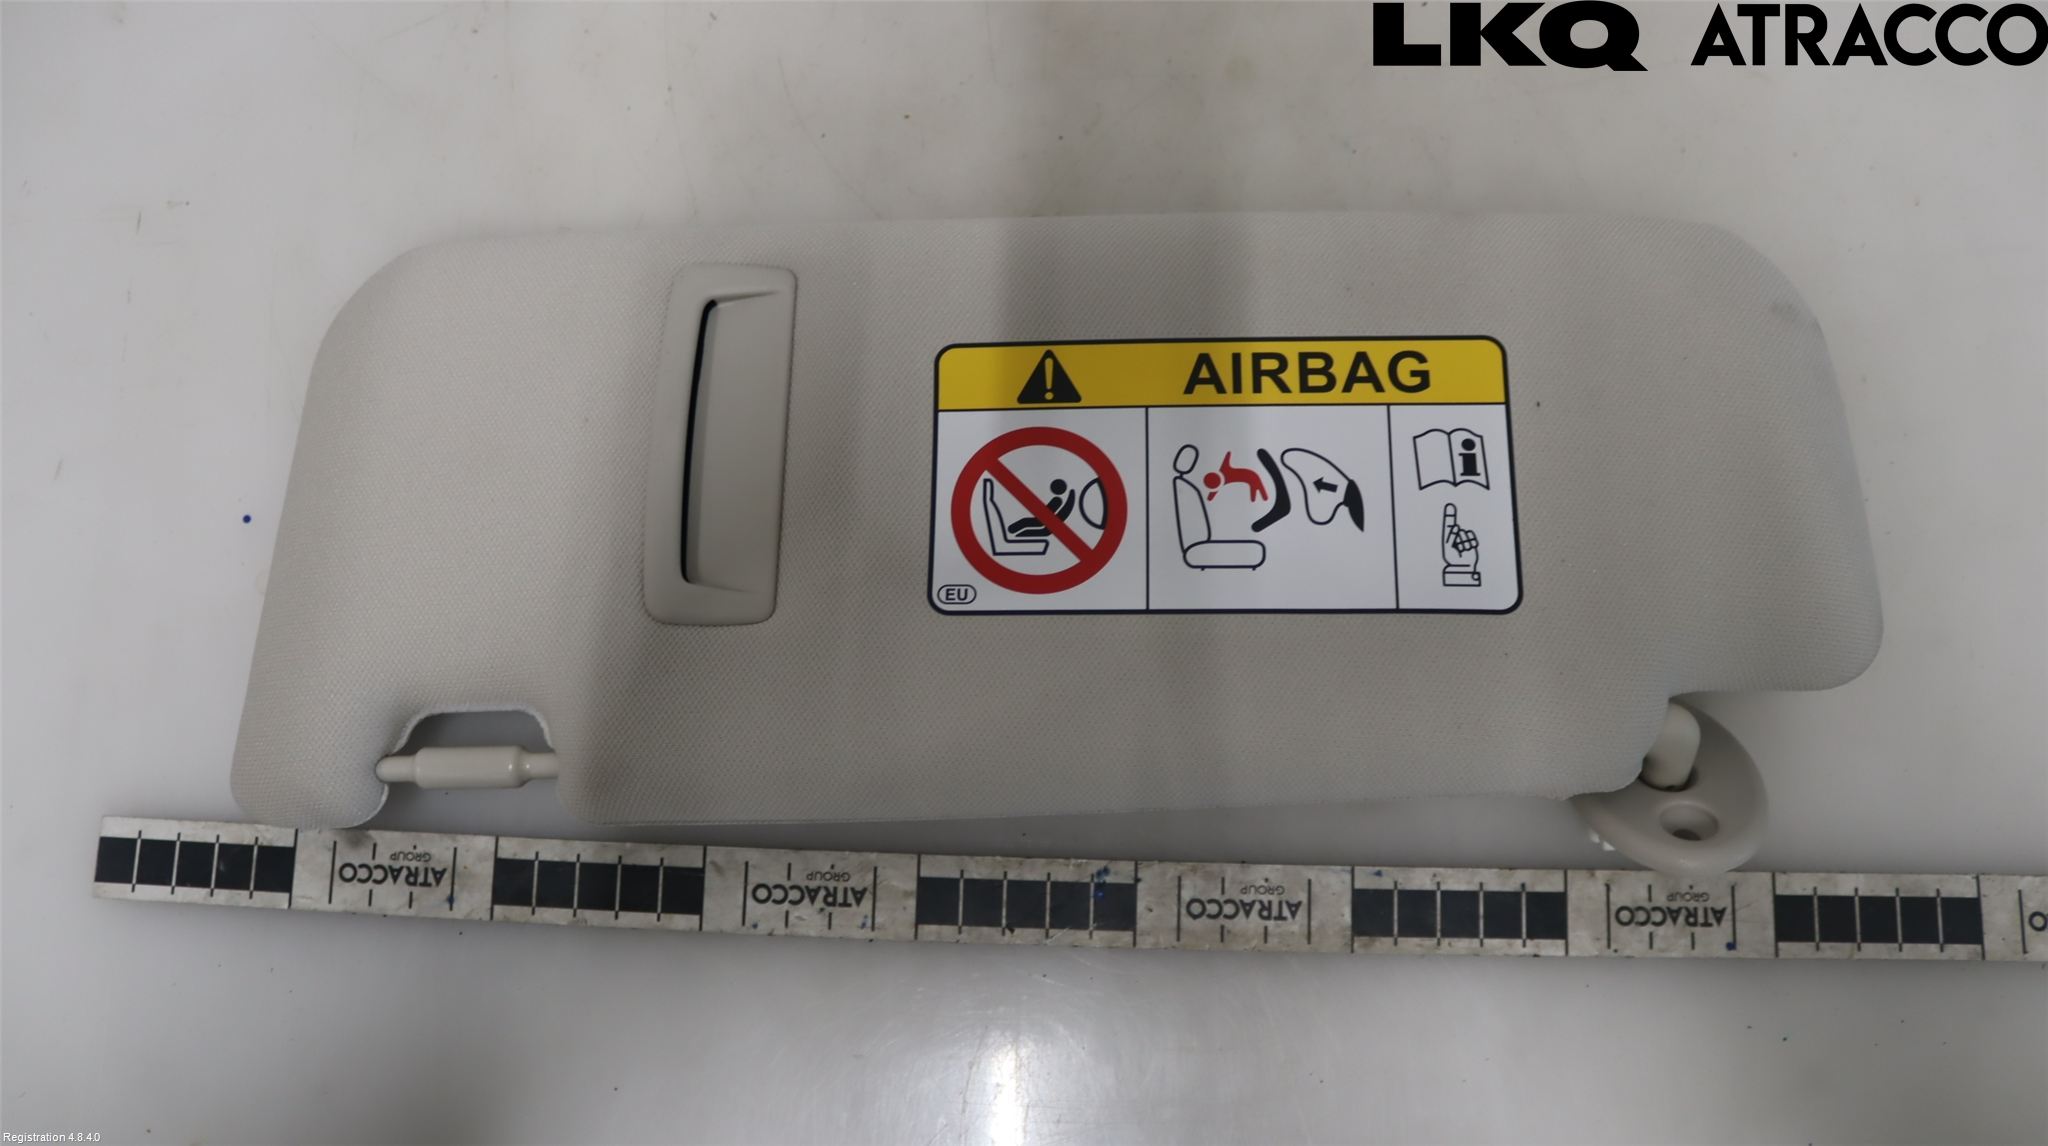 LKQ ATRACCO
AIRBAG
i
EU
ATRACCO
GROUP
ATRACCO
GROUP
ATRACCO
GROUP
ATRACCO
GROUP
Registration 4.8.4.0